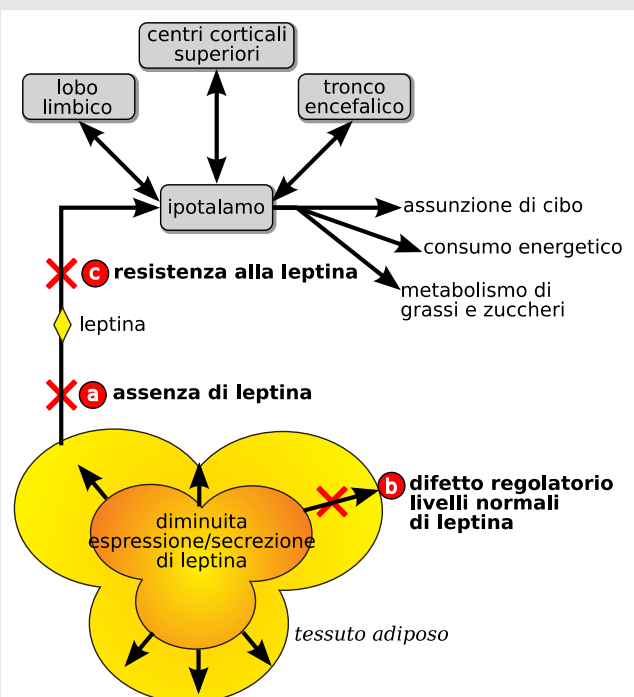 centri corticali
superiori
lobo
limbico
tronco
encefalico
ipotalamo
assunzione di cibo
consumo energetico
metabolismo di
grassi e zuccheri
c resistenza alla leptina
leptina
a assenza di leptina
b difetto regolatorio
livelli normali
di leptina
diminuita
espressione/secrezione
di leptina
tessuto adiposo